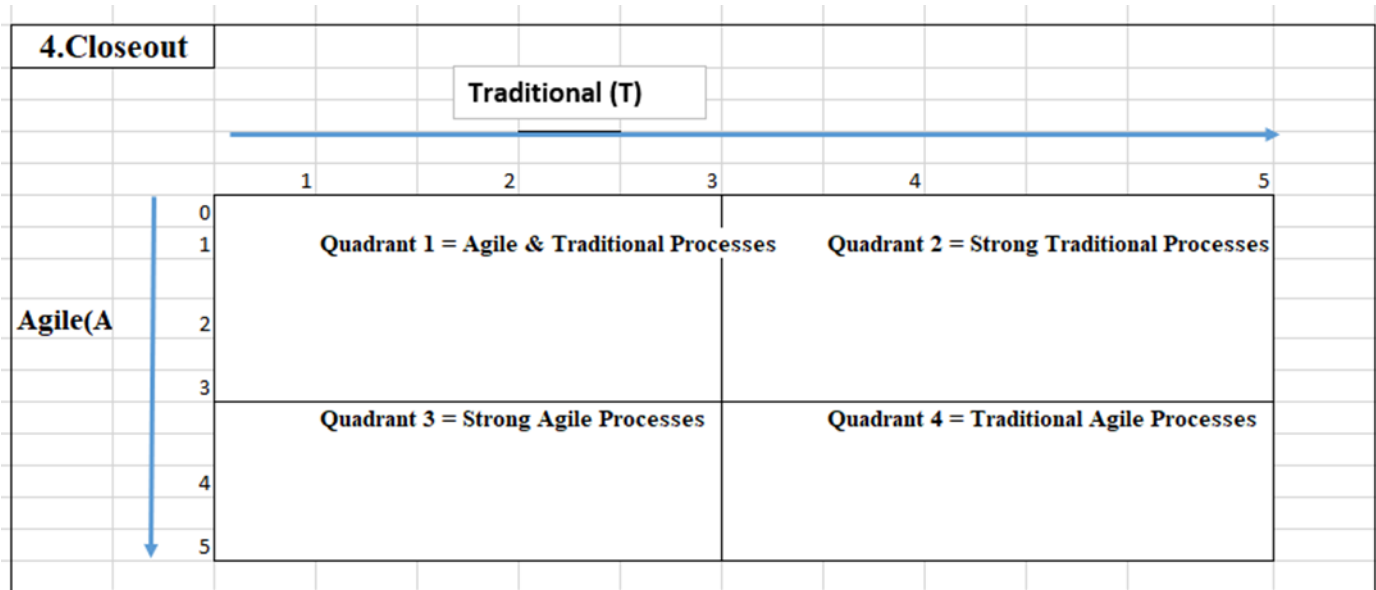 4.Closeout
Traditional (T)
1 2 3 4 5
0
1
Quadrant 1 = Agile & Traditional Processes Quadrant 2 = Strong Traditional Processes
Agile(A
2
3
Quadrant 3 = Strong Agile Processes Quadrant 4 = Traditional Agile Processes
4
5